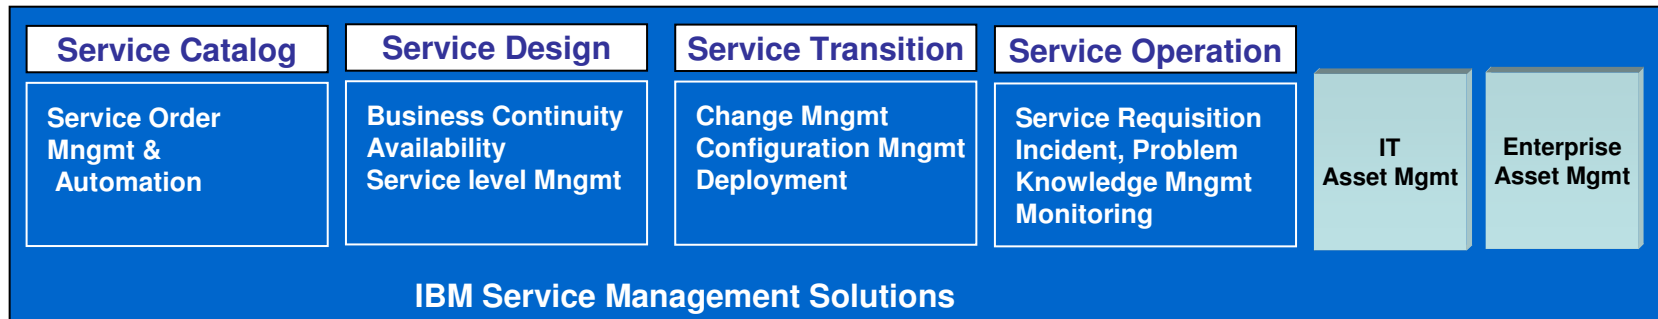 Service Catalog
Service Order
Mngmt &
Automation
Service Design
Business Continuity
Availability
Service level Mngmt
Service Transition
Change Mngmt
Configuration Mngmt
Deployment
Service Operation
Service Requisition
Incident, Problem
Knowledge Mngmt
Monitoring
IT
Asset Mgmt
Enterprise
Asset Mgmt
IBM Service Management Solutions